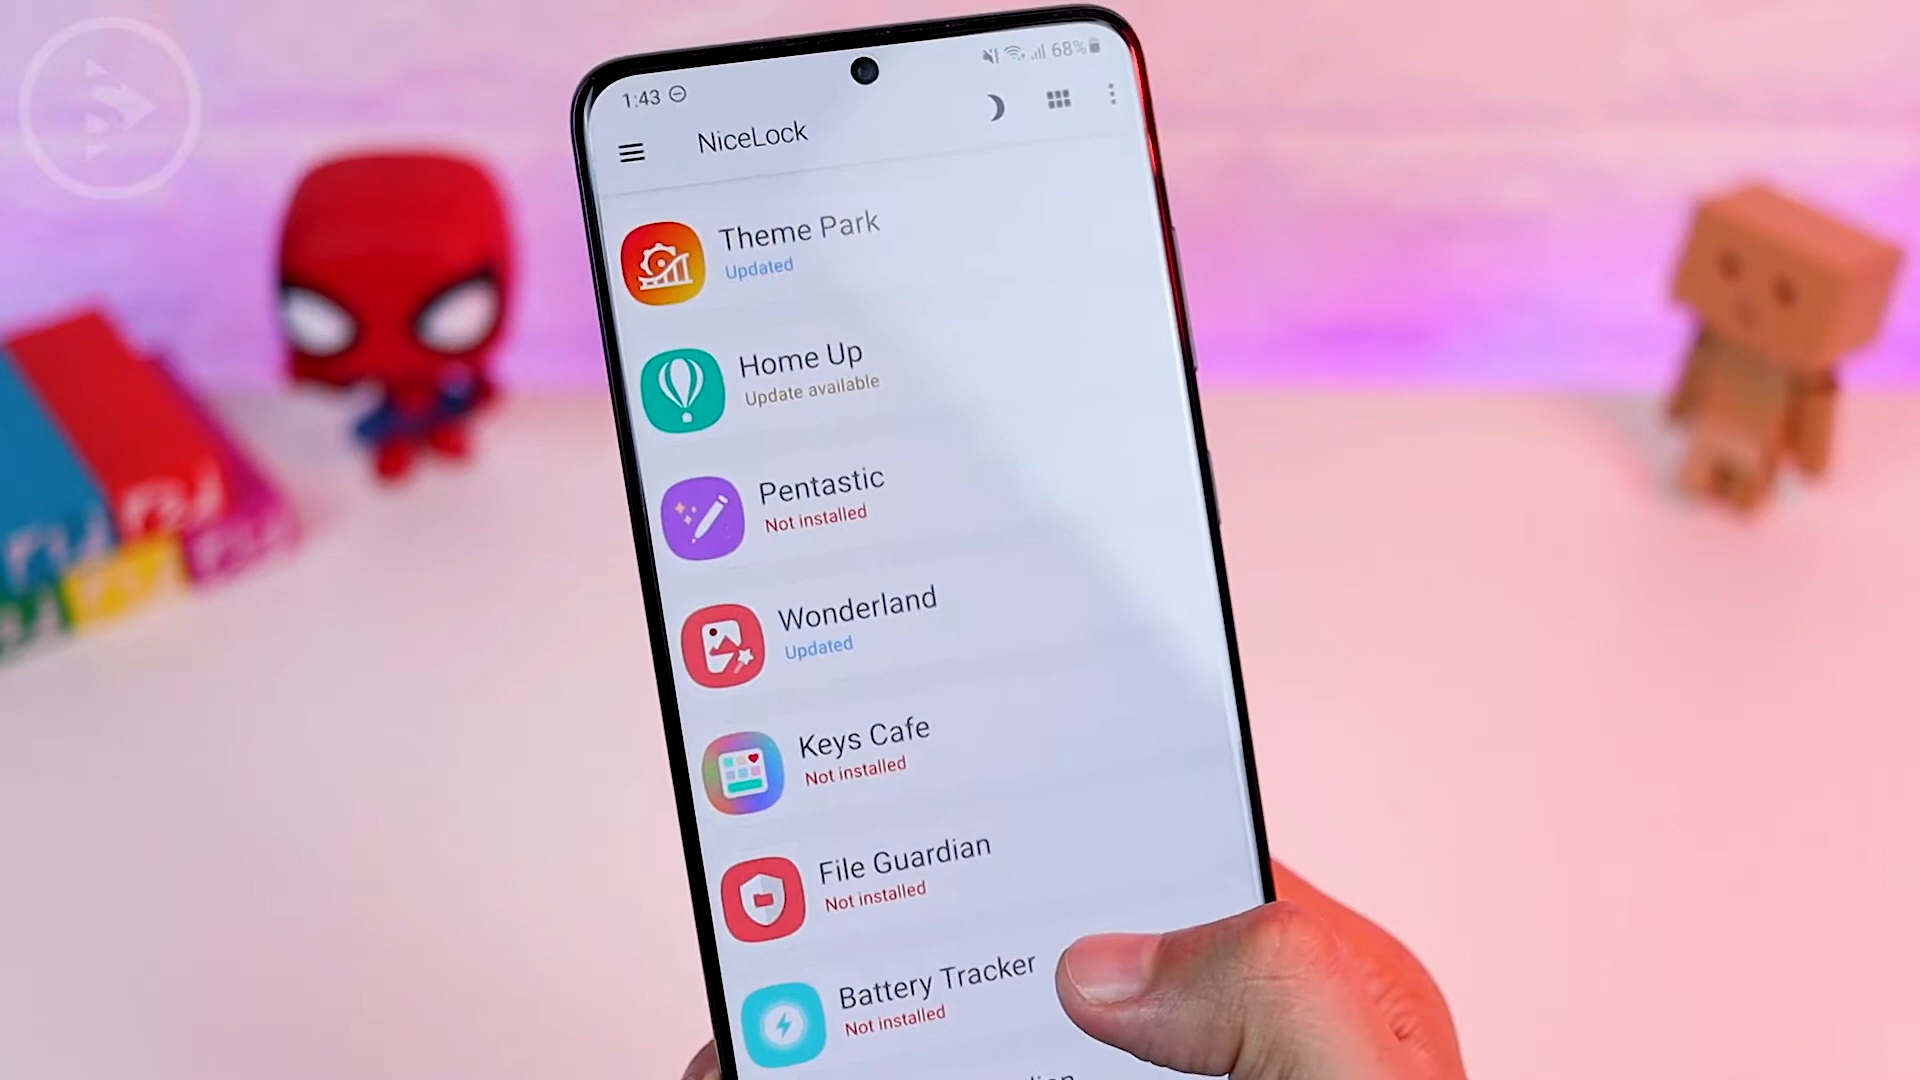 1:43
68%
NiceLock
Theme Park
Updated
Home Up
Update available
Pentastic
Not installed
Wonderland
Updated
Keys Cafe
Not installed
File Guardian
Not installed
Battery Tracker
Not installed